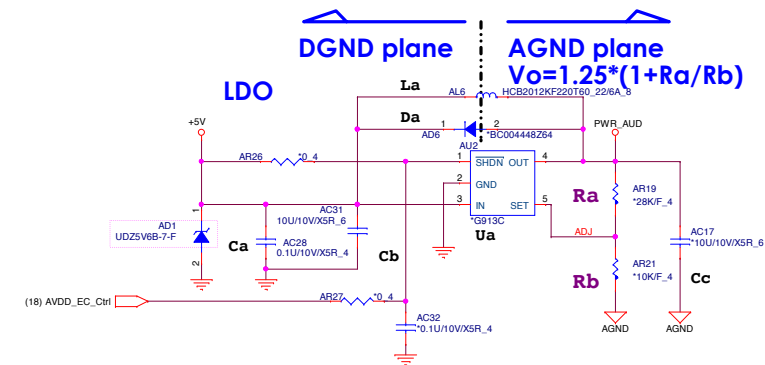 DGND plane
AGND plane
Vo=1.25*(1+Ra/Rb)
LDO
La
AL6
HCB2012KF220T60_22/6A_8
+5V
Da
1
2
AD6
*BC004448Z64
PWR_AUD
AU2
AR26
*0_4
1
SHDN OUT
4
2
GND
3
IN
SET
5
*G913C
Ua
Ra
AR19
*28K/F_4
ADJ
1
AD1
UDZ5V6B-7-F
2
Ca
AC31
10U/10V/X5R_6
AC28
0.1U/10V/X5R_4
Cb
AC17
*10U/10V/X5R_6
Rb
AR21
*10K/F_4
Cc
(18) AVDD_EC_Ctrl
AR27
*0_4
AC32
*0.1U/10V/X5R_4
AGND
AGND